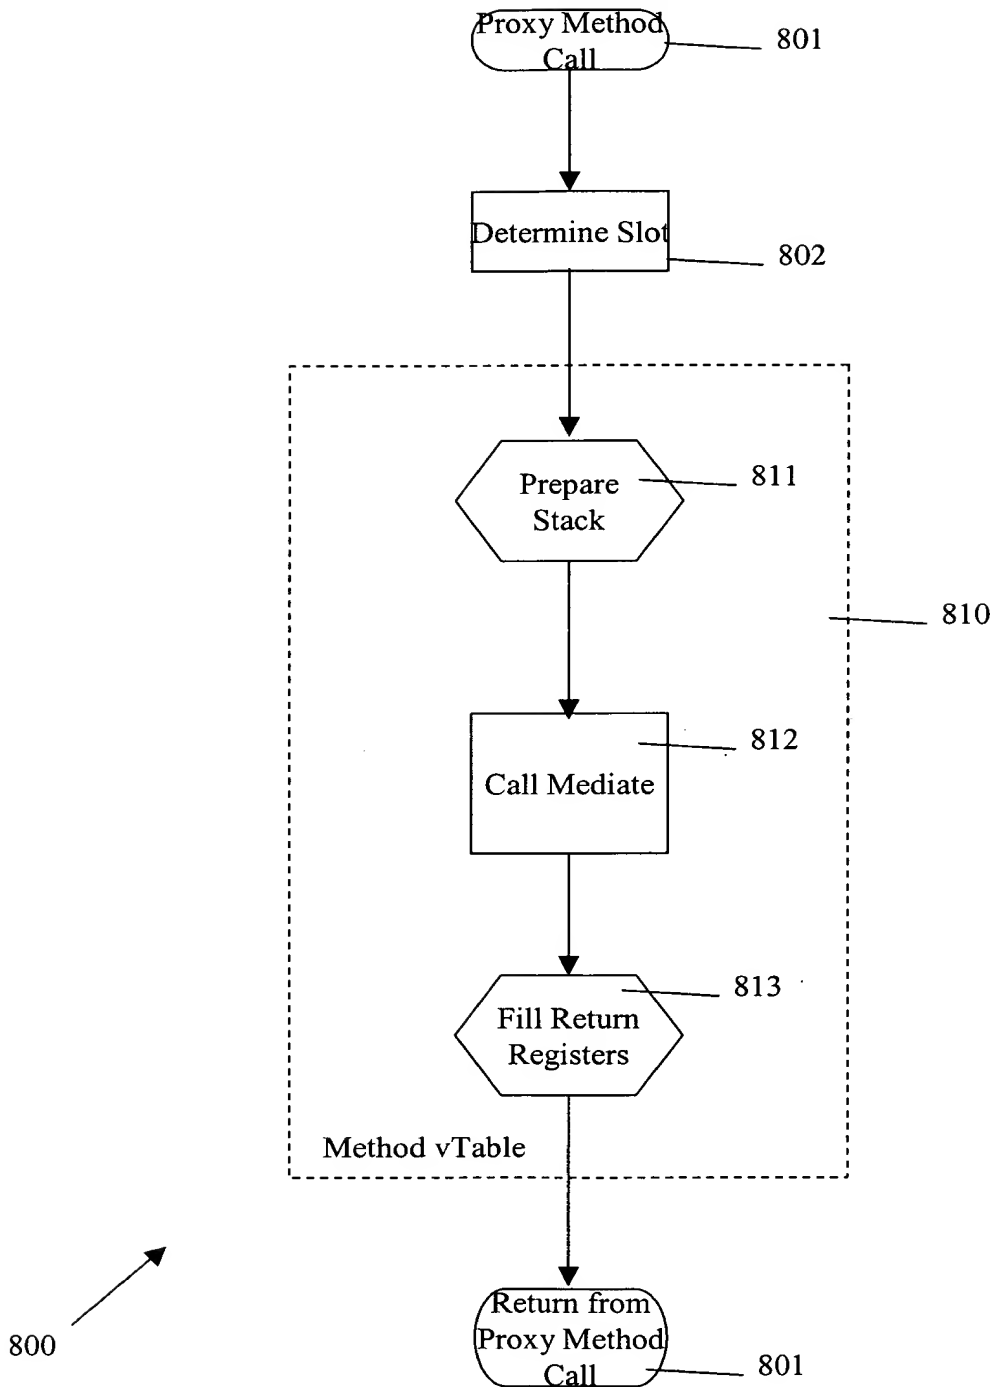 Proxy Method
Call
801
Determine Slot
802
Prepare
Stack
811
810
Call Mediate
812
Fill Return
Registers
813
Method vTable
Return from
Proxy Method
Call
801
800